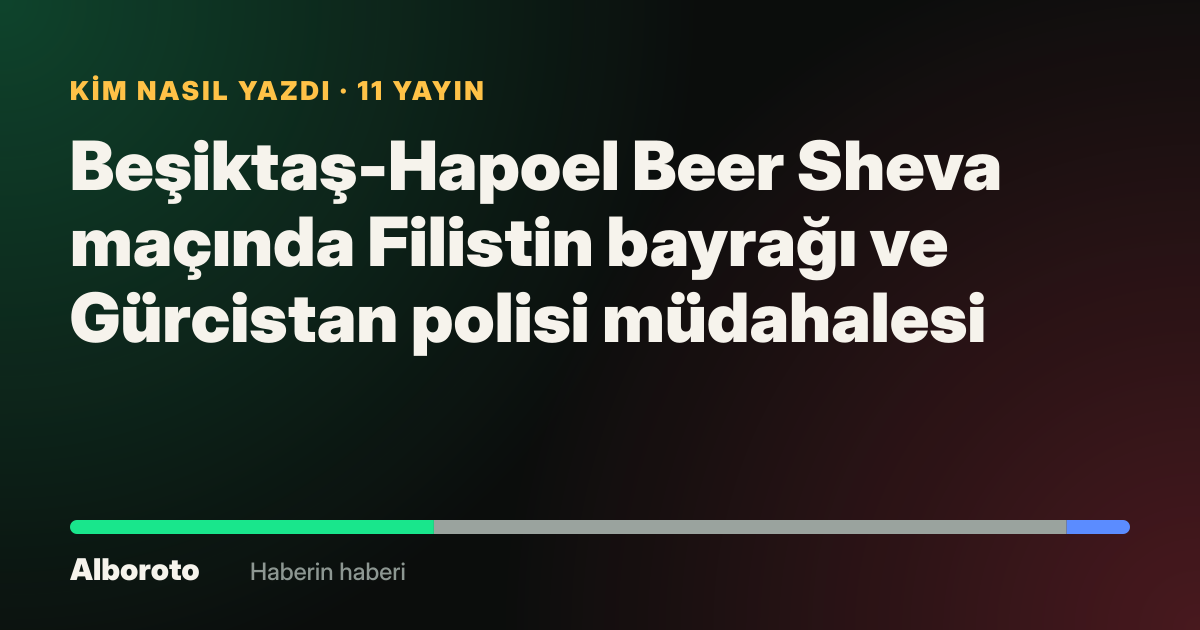 KİM NASIL YAZDI · 11 YAYIN
Beşiktaş-Hapoel Beer Sheva
maçında Filistin bayrağı ve
Gürcistan polisi müdahalesi
Alboroto
Haberin haberi